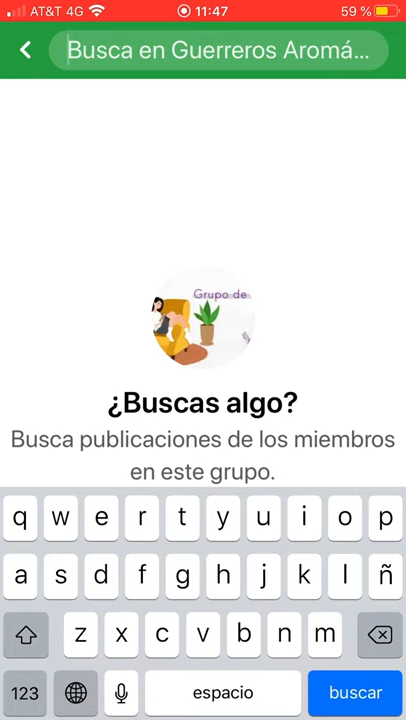 AT&T 4G 11:47 59 %
Busca en Guerreros Aromá...
Grupo de
¿Buscas algo?
Busca publicaciones de los miembros
en este grupo.
q w e r t y u i o p
a s d f g h j k l ñ
z x c v b n m
123 espacio buscar